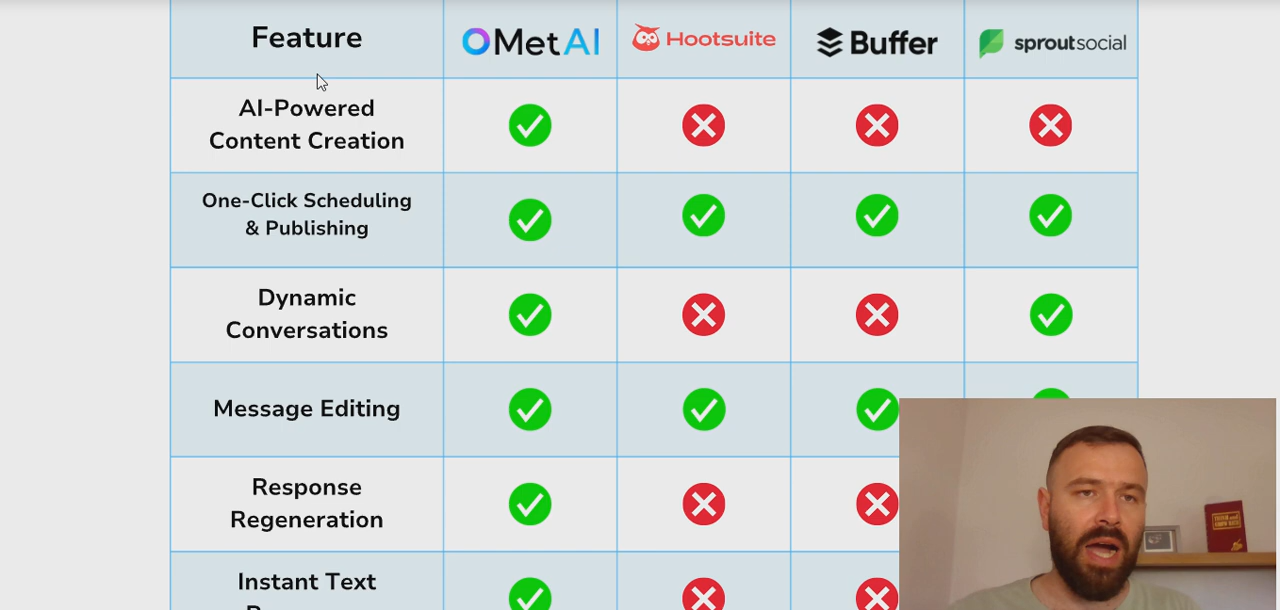 Feature
OMetAI
Hootsuite
Buffer
sproutsocial
AI-Powered
Content Creation
One-Click Scheduling
& Publishing
Dynamic
Conversations
Message Editing
Response
Regeneration
Instant Text